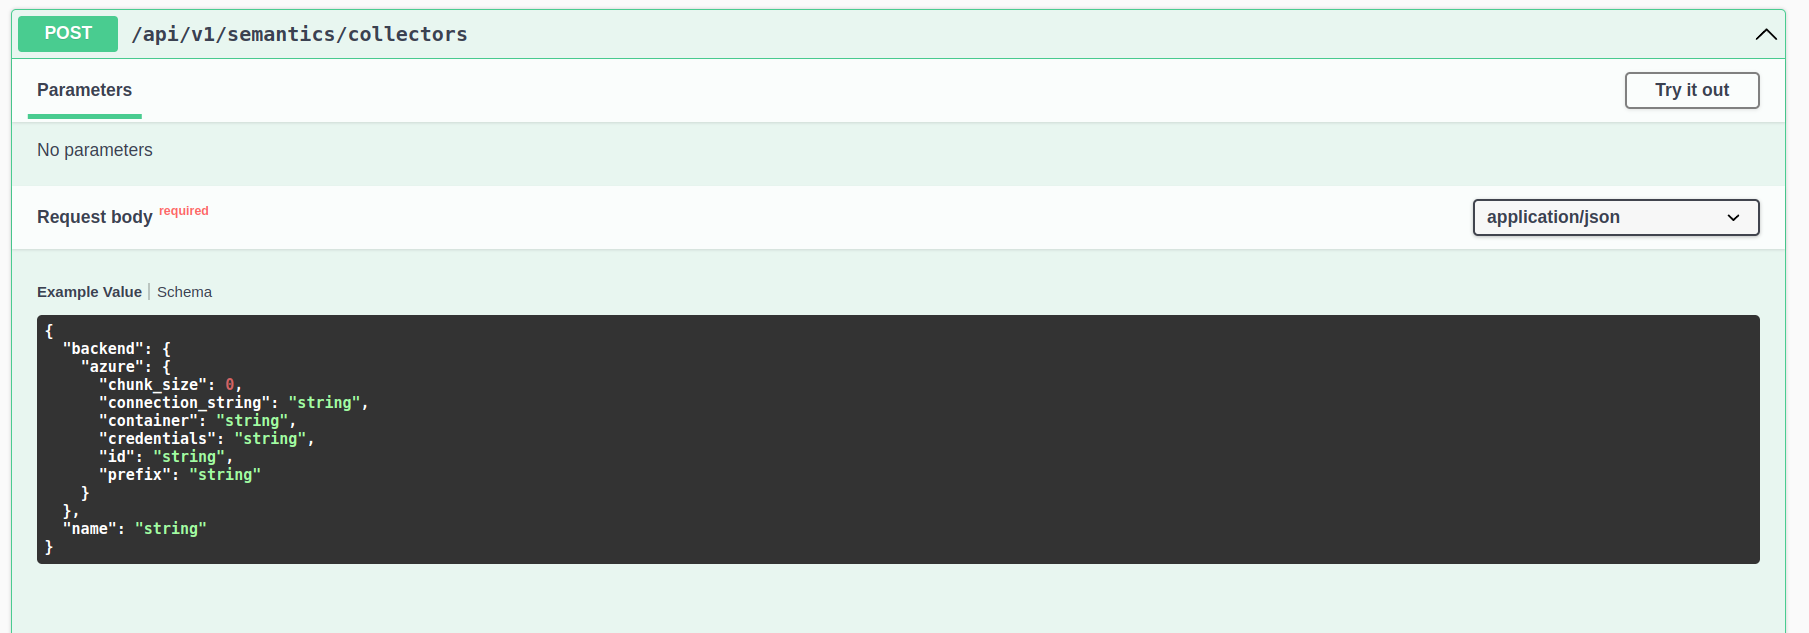 POST /api/v1/semantics/collectors
Parameters
Try it out
No parameters
Request body required
application/json
Example Value | Schema
{
  "backend": {
    "azure": {
      "chunk_size": 0,
      "connection_string": "string",
      "container": "string",
      "credentials": "string",
      "id": "string",
      "prefix": "string"
    }
  },
  "name": "string"
}